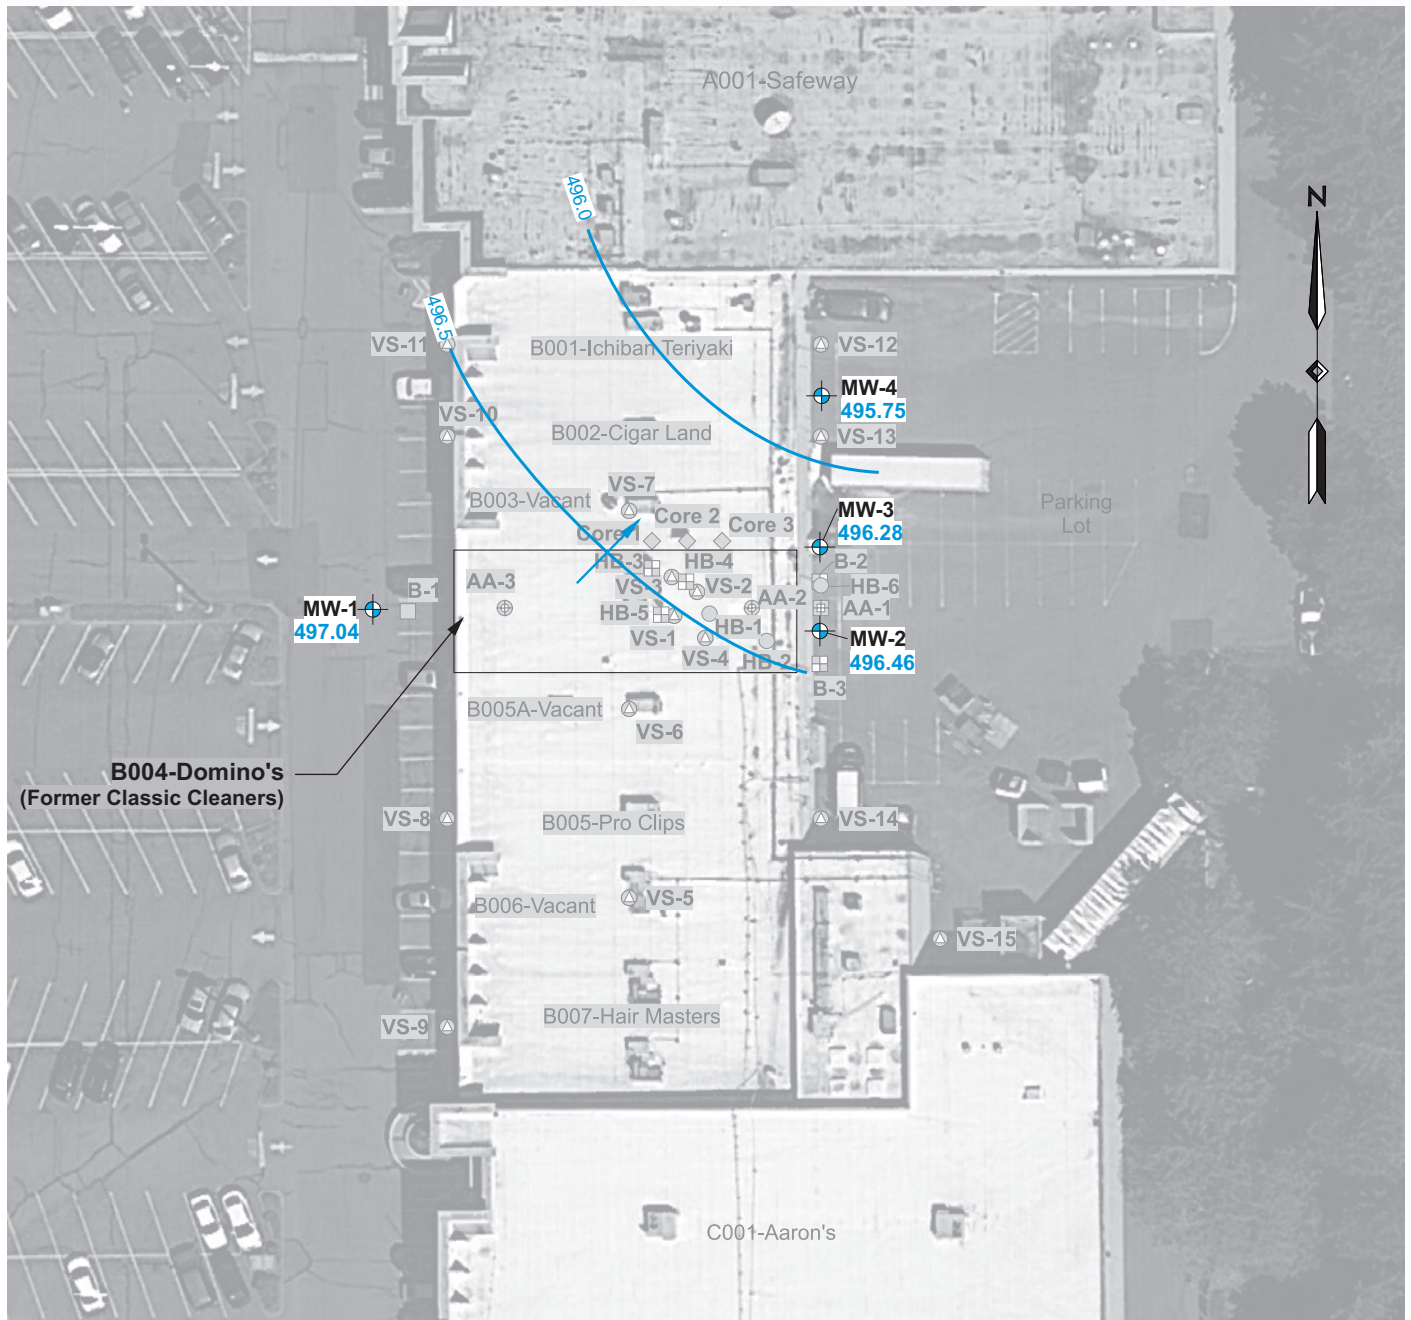 A001-Safeway
N
496.0
496.5
VS-11
B001-Ichiban Teriyaki
VS-12
MW-4
495.75
VS-10
B002-Cigar Land
VS-13
VS-7
B003-Vacant
Core 1
Core 2
Core 3
MW-3
496.28
Parking
Lot
HB-3
HB-4
B-2
AA-3
VS-3
VS-2
AA-2
HB-6
B-1
MW-1
497.04
HB-5
HB-1
AA-1
VS-1
VS-4
HB-2
MW-2
496.46
B-3
B005A-Vacant
VS-6
B004-Domino's
(Former Classic Cleaners)
VS-8
B005-Pro Clips
VS-14
B006-Vacant
VS-5
VS-15
VS-9
B007-Hair Masters
C001-Aaron's